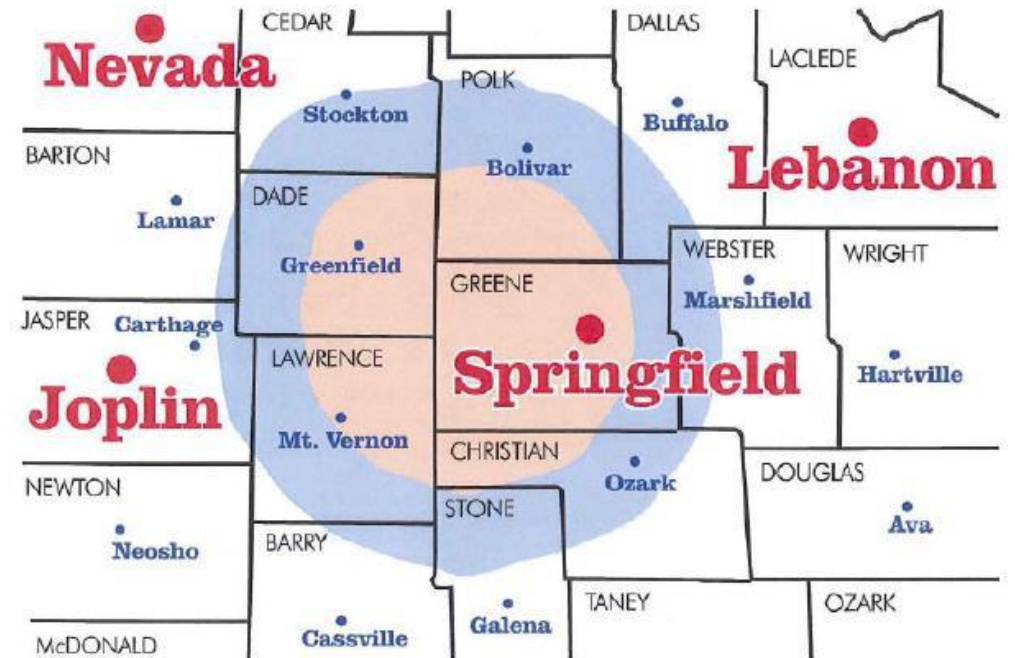 CEDAR
DALLAS
Nevada
LACLEDE
POLK
Stockton
Buffalo
BARTON
Bolivar
Lebanon
DADE
Lamar
WEBSTER
WRIGHT
Greenfield
GREENE
Marshfield
JASPER
Carthage
LAWRENCE
Springfield
Hartville
Joplin
Mt. Vernon
CHRISTIAN
DOUGLAS
NEWTON
Ozark
STONE
Ava
BARRY
Neosho
TANEY
OZARK
Galena
Cassville
McDONALD